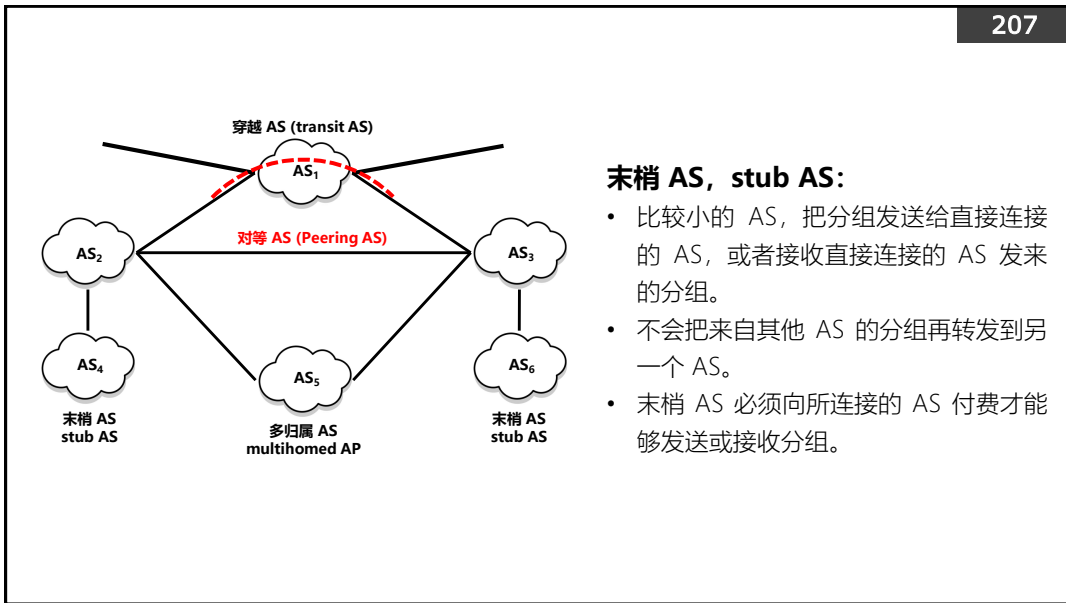 207
穿越 AS (transit AS)
AS₁
对等 AS (Peering AS)
AS₂
AS₃
AS₄
AS₅
AS₆
末梢 AS
stub AS
多归属 AS
multihomed AP
末梢 AS
stub AS
末梢 AS，stub AS：
• 比较小的 AS，把分组发送给直接连接
的 AS，或者接收直接连接的 AS 发来
的分组。
• 不会把来自其他 AS 的分组再转发到另
一个 AS。
• 末梢 AS 必须向所连接的 AS 付费才能
够发送或接收分组。